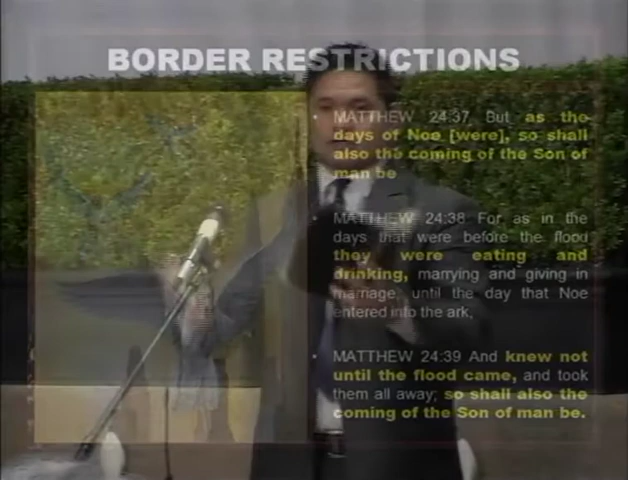 BORDER RESTRICTIONS
• MATTHEW 24:37 But as the
days of Noe [were], so shall
also the coming of the Son of
man be
MATTHEW 24:38 For as in the
days that were before the flood
they were eating and
drinking, marrying and giving in
marriage, until the day that Noe
entered into the ark,
• MATTHEW 24:39 And knew not
until the flood came, and took
them all away; so shall also the
coming of the Son of man be.